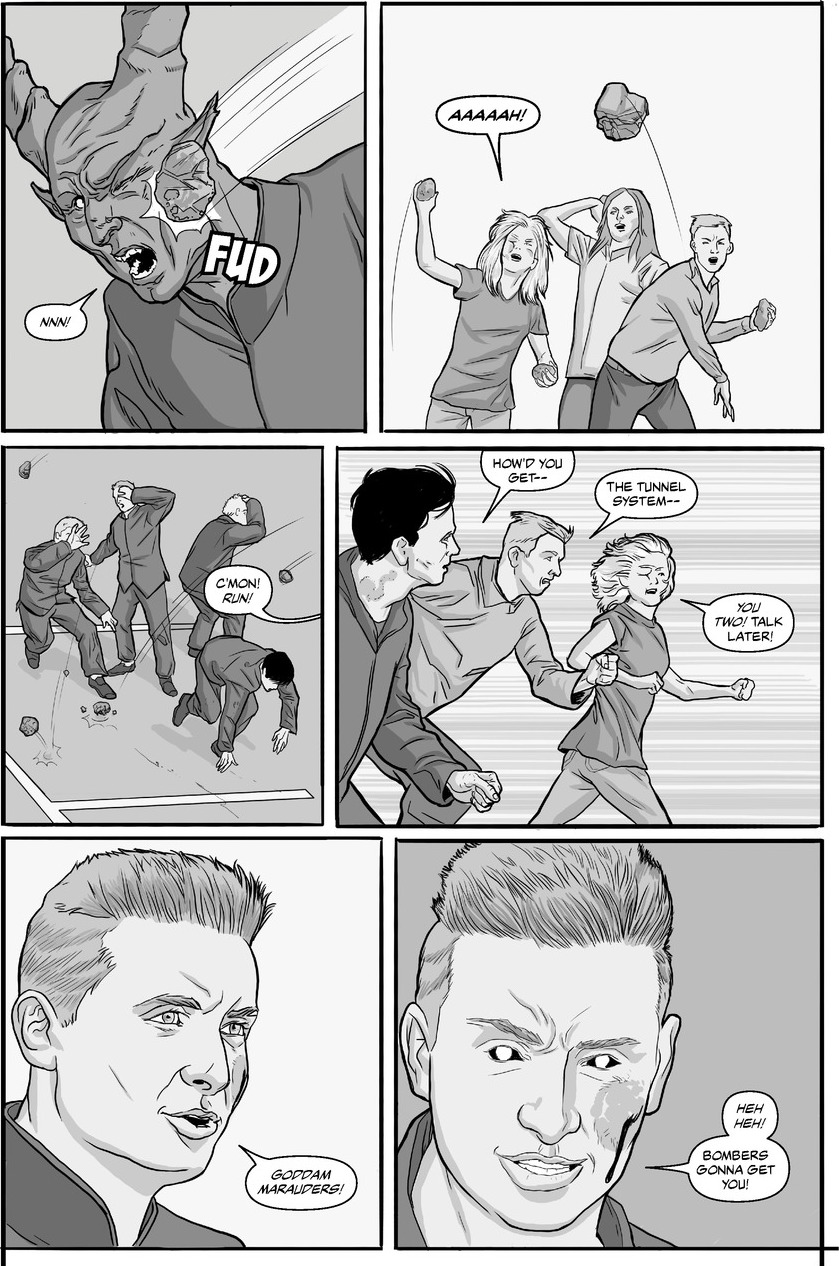 FUD
NNN!
AAAAAH!
C'MON!
RUN!
HOW'D YOU
GET--
THE TUNNEL
SYSTEM--
YOU
TWO! TALK
LATER!
GODDAM
MARAUDERS!
HEH
HEH!
BOMBERS
GONNA GET
YOU!